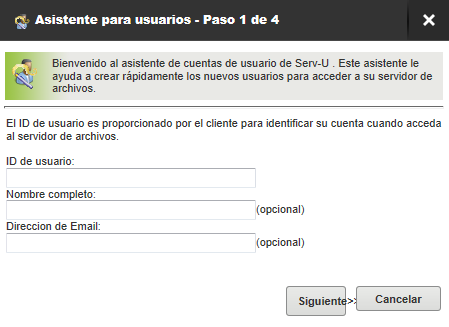 Asistente para usuarios - Paso 1 de 4
Bienvenido al asistente de cuentas de usuario de Serv-U . Este asistente le
ayuda a crear rápidamente los nuevos usuarios para acceder a su servidor de
archivos.
El ID de usuario es proporcionado por el cliente para identificar su cuenta cuando acceda
al servidor de archivos.
ID de usuario:
Nombre completo:
(opcional)
Direccion de Email:
(opcional)
Siguiente>> Cancelar